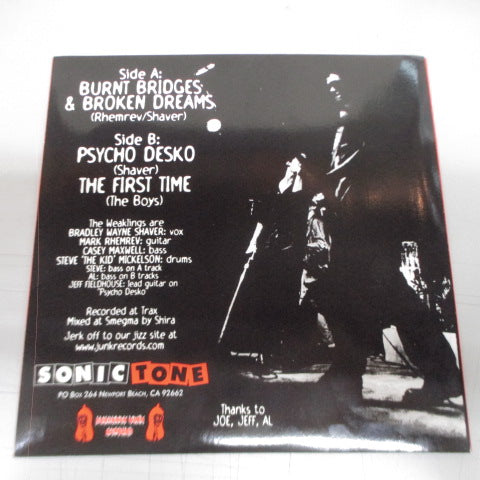 Side A:
BURNT BRIDGES
& BROKEN DREAMS
(Rhemrev/Shaver)
Side B:
PSYCHO DESKO
(Shaver)
THE FIRST TIME
(The Boys)
The Weaklings are
BRADLEY WAYNE SHAVER: vox
MARK RHEMREV: guitar
CASEY MAXWELL: bass
STEVE 'THE KID' MICKELSON: drums
STEVE: bass on A track
AL: bass on B tracks
JEFF FIELDHOUSE: lead guitar on
"Psycho Desko"
Recorded at Trax
Mixed at Smegma by Shira
Jerk off to our jizz site at
www.junkrecords.com
SONIC TONE
PO BOX 264 NEWPORT BEACH, CA 92662
Thanks to
JOE, JEFF, AL